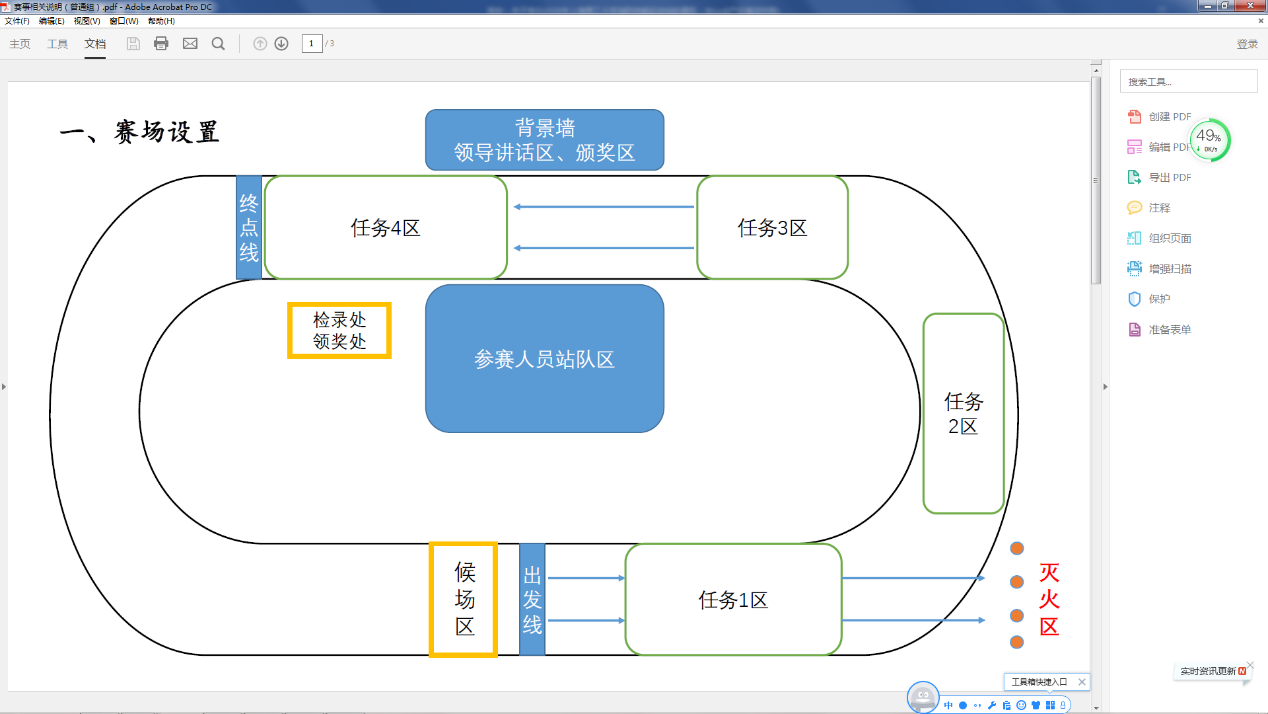 赛事相关说明（普通组）.pdf - Adobe Acrobat Pro DC
文件(F) 编辑(E) 视图(V) 窗口(W) 帮助(H)
主页 工具 文档
1 / 3
登录
搜索工具...
创建 PDF
编辑 PDF
导出 PDF
注释
组织页面
增强扫描
保护
准备表单
49%
0K/s
一、赛场设置
背景墙
领导讲话区、颁奖区
终点线
任务4区
任务3区
检录处
领奖处
参赛人员站队区
任务
2区
候场区
出发线
任务1区
灭火区
实时资讯更新 N
工具箱快捷入口
中